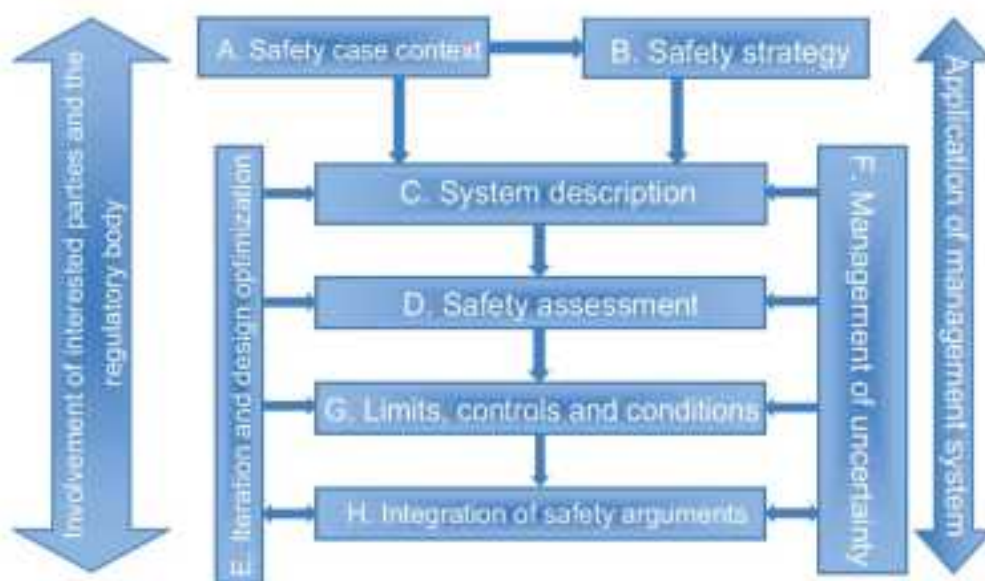 A. Safety case context
B. Safety strategy
Involvement of interested parties and the
regulatory body
E. Iteration and design optimization
C. System description
D. Safety assessment
G. Limits, controls and conditions
H. Integration of safety arguments
F. Management of uncertainty
Application of management system